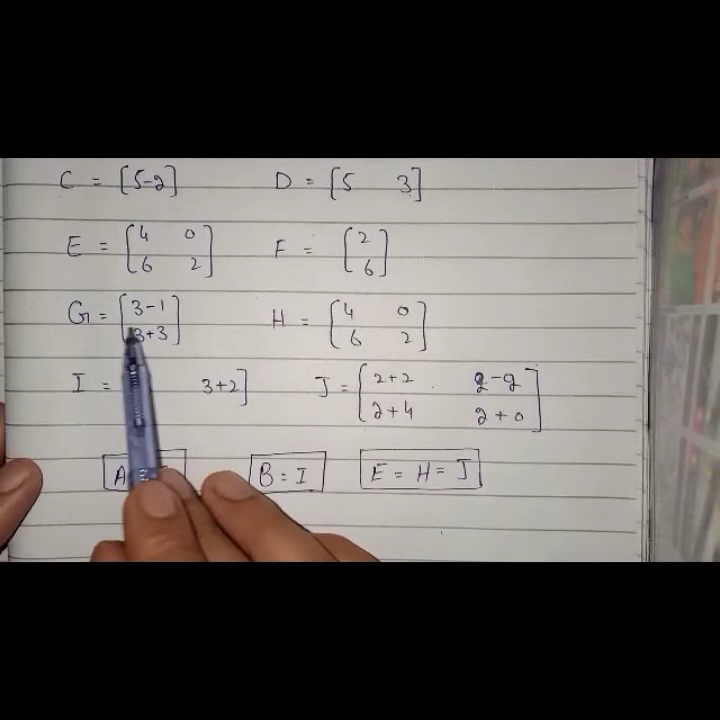 C = [5-2] D = [5 3]
E = [4 0 F = [2
6 2] 6]
G = [3-1 H = [4 0
3+3] 6 2]
I = 3+2] J = [2+2 2-2
2+4 2+0]
A B = I E = H = J